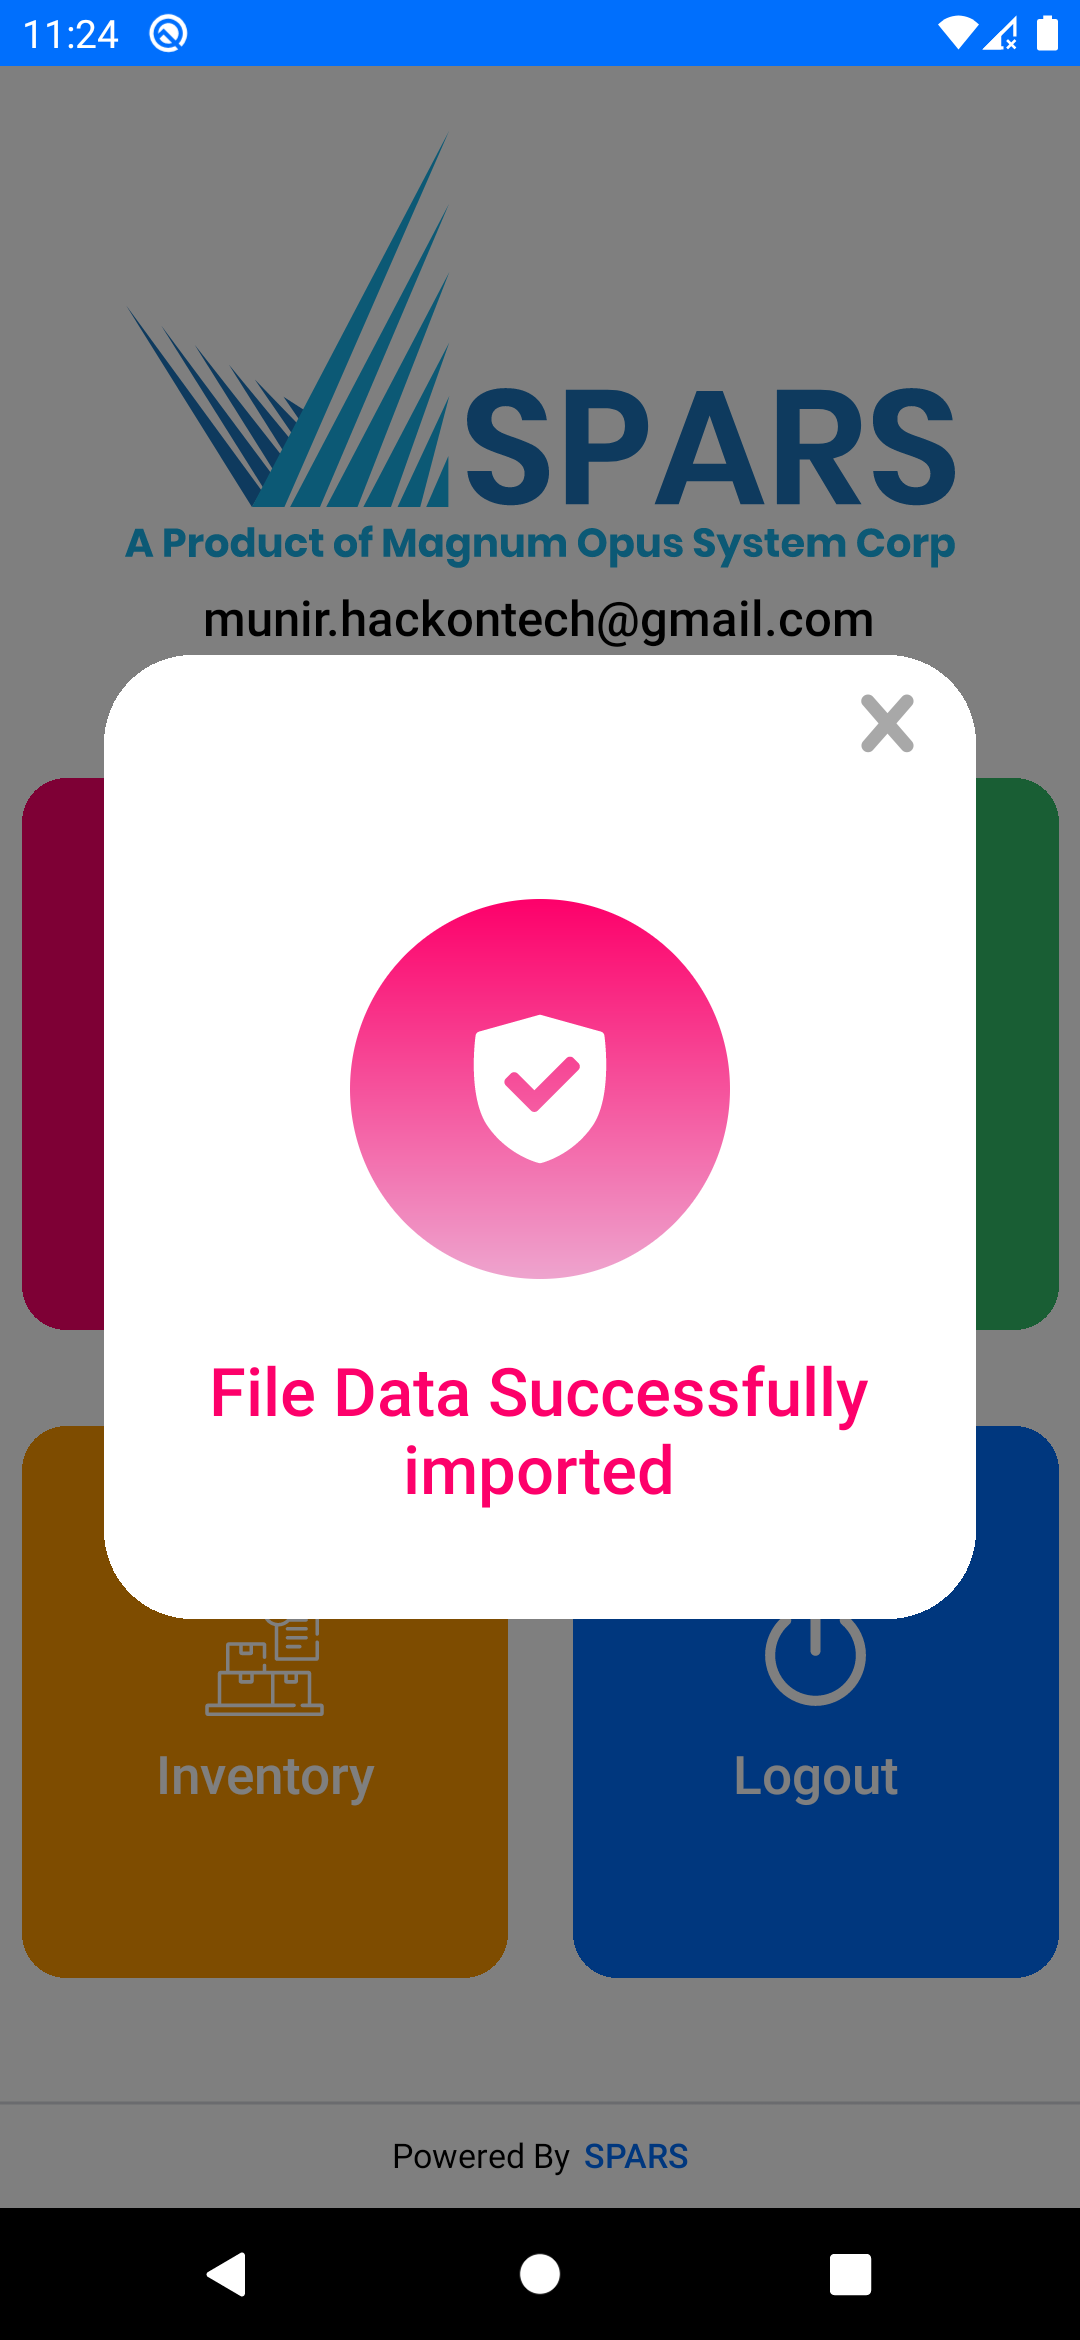 11:24
SPARS
A Product of Magnum Opus System Corp
munir.hackontech@gmail.com
File Data Successfully
imported
Inventory
Logout
Powered By SPARS